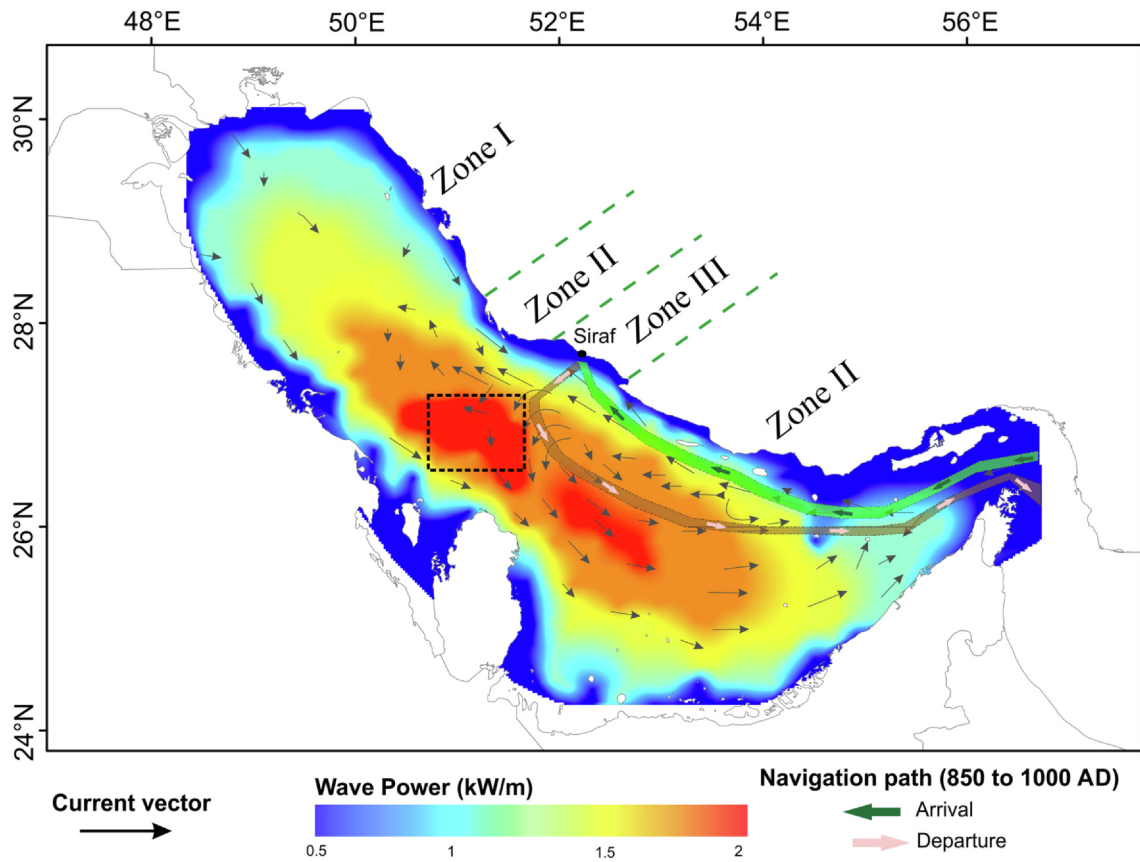 48°E 50°E 52°E 54°E 56°E
30°N
28°N
26°N
24°N
Zone I
Zone II
Zone III
Siraf
Zone II
Current vector
Wave Power (kW/m)
0.5 1 1.5 2
Navigation path (850 to 1000 AD)
Arrival
Departure